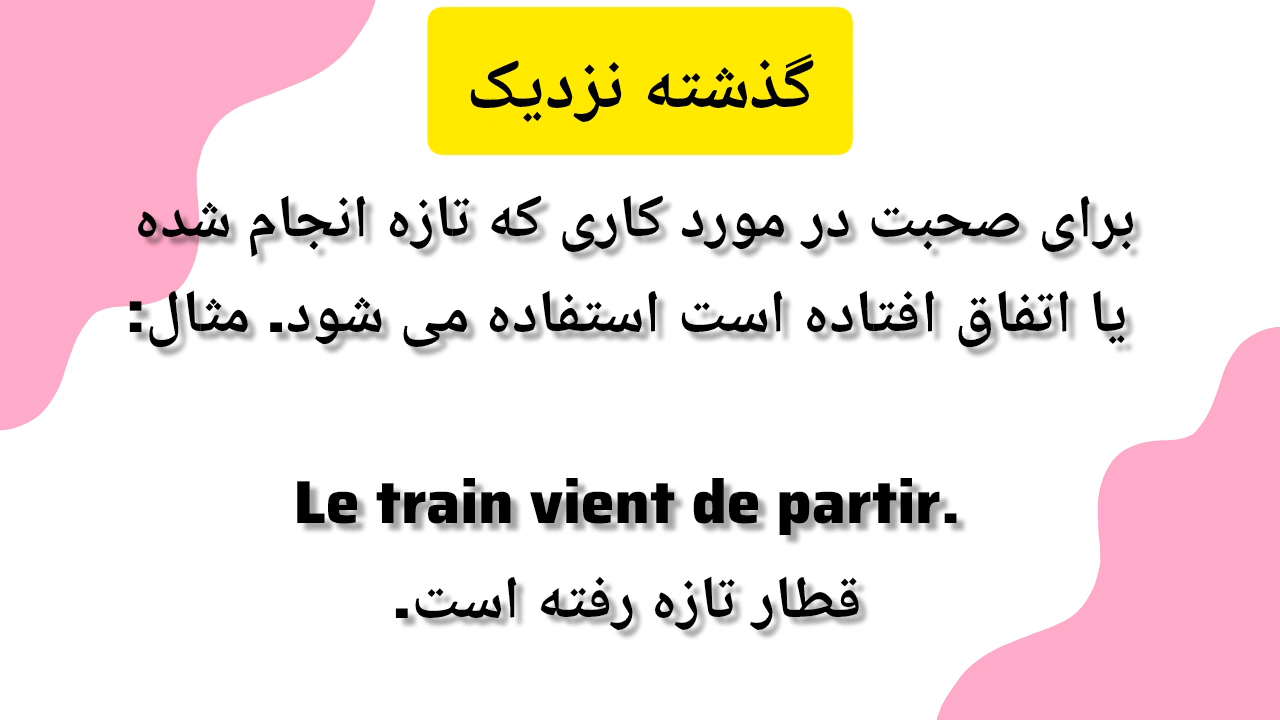 گذشته نزدیک
برای صحبت در مورد کاری که تازه انجام شده
یا اتفاق افتاده است استفاده می شود. مثال:
Le train vient de partir.
قطار تازه رفته است.